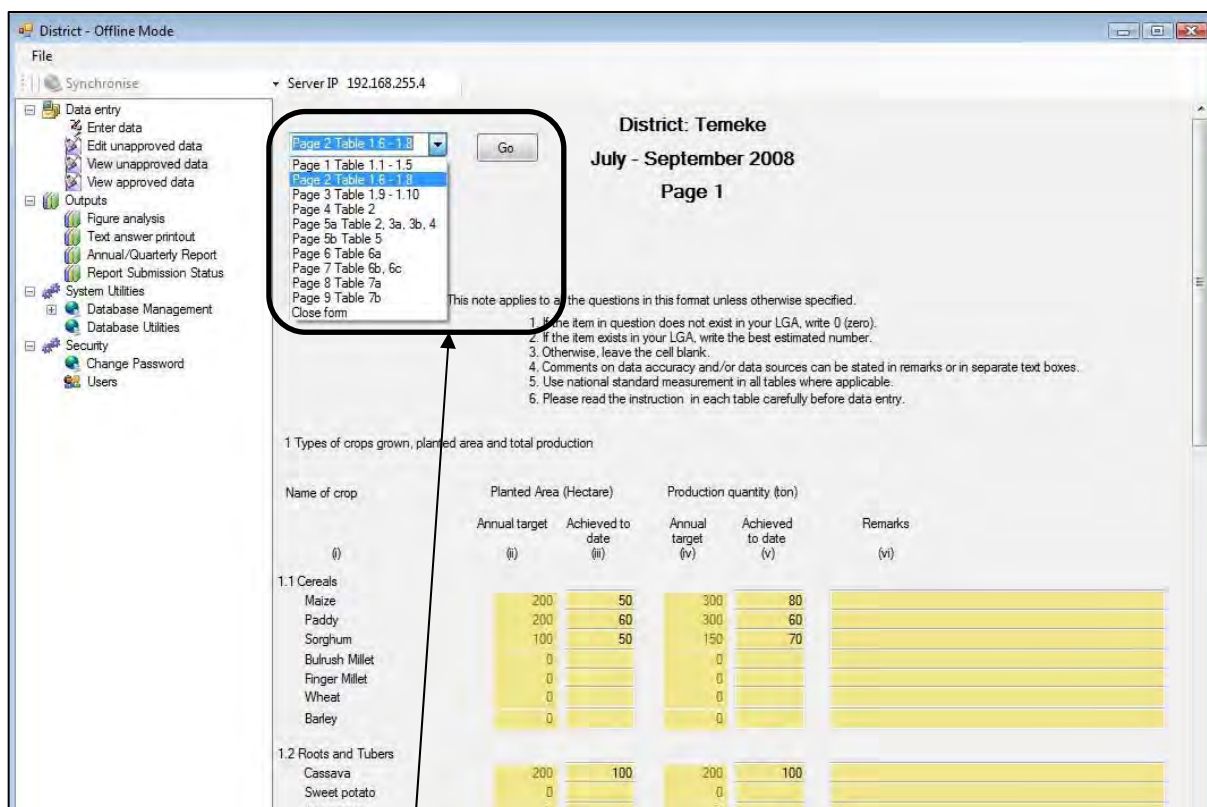 District - Offline Mode
File
Synchronise
Server IP 192.168.255.4
Data entry
Enter data
Edit unapproved data
View unapproved data
View approved data
Outputs
Figure analysis
Text answer printout
Annual/Quarterly Report
Report Submission Status
System Utilities
Database Management
Database Utilities
Security
Change Password
Users
Page 2 Table 1.6 - 1.8
Go
Page 1 Table 1.1 - 1.5
Page 2 Table 1.6 - 1.8
Page 3 Table 1.9 - 1.10
Page 4 Table 2
Page 5a Table 2, 3a, 3b, 4
Page 5b Table 5
Page 6 Table 6a
Page 7 Table 6b, 6c
Page 8 Table 7a
Page 9 Table 7b
Close form
District: Temeke
July - September 2008
Page 1
This note applies to all the questions in this format unless otherwise specified.
1. If the item in question does not exist in your LGA, write 0 (zero).
2. If the item exists in your LGA, write the best estimated number.
3. Otherwise, leave the cell blank.
4. Comments on data accuracy and/or data sources can be stated in remarks or in separate text boxes.
5. Use national standard measurement in all tables where applicable.
6. Please read the instruction in each table carefully before data entry.
1 Types of crops grown, planted area and total production
Name of crop Planted Area (Hectare) Production quantity (ton)
Annual target Achieved to date Annual target Achieved to date Remarks
(i) (ii) (iii) (iv) (v) (vi)
1.1 Cereals
Maize 200 50 300 80
Paddy 200 60 300 60
Sorghum 100 50 150 70
Bulrush Millet 0 0
Finger Millet 0 0
Wheat 0 0
Barley 0 0
1.2 Roots and Tubers
Cassava 200 100 200 100
Sweet potato 0 0